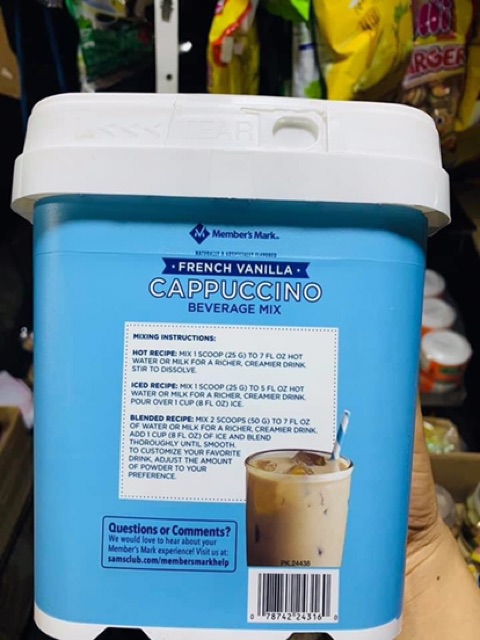 TEAR
Member's Mark.
NATURALLY & ARTIFICIALLY FLAVORED
• FRENCH VANILLA •
CAPPUCCINO
BEVERAGE MIX
MIXING INSTRUCTIONS:
HOT RECIPE: MIX 1 SCOOP (25 G) TO 7 FL OZ HOT
WATER OR MILK FOR A RICHER, CREAMIER DRINK.
STIR TO DISSOLVE.
ICED RECIPE: MIX 1 SCOOP (25 G) TO 5 FL OZ HOT
WATER OR MILK FOR A RICHER, CREAMIER DRINK.
POUR OVER 1 CUP (8 FL OZ) ICE.
BLENDED RECIPE: MIX 2 SCOOPS (50 G) TO 7 FL OZ
OF WATER OR MILK FOR A RICHER, CREAMIER DRINK.
ADD 1 CUP (8 FL OZ) OF ICE AND BLEND
THOROUGHLY UNTIL SMOOTH.
TO CUSTOMIZE YOUR FAVORITE
DRINK, ADJUST THE AMOUNT
OF POWDER TO YOUR
PREFERENCE.
Questions or Comments?
We would love to hear about your
Member's Mark experience! Visit us at:
samsclub.com/membersmarkhelp
PK.24436
0 78742 24316 0